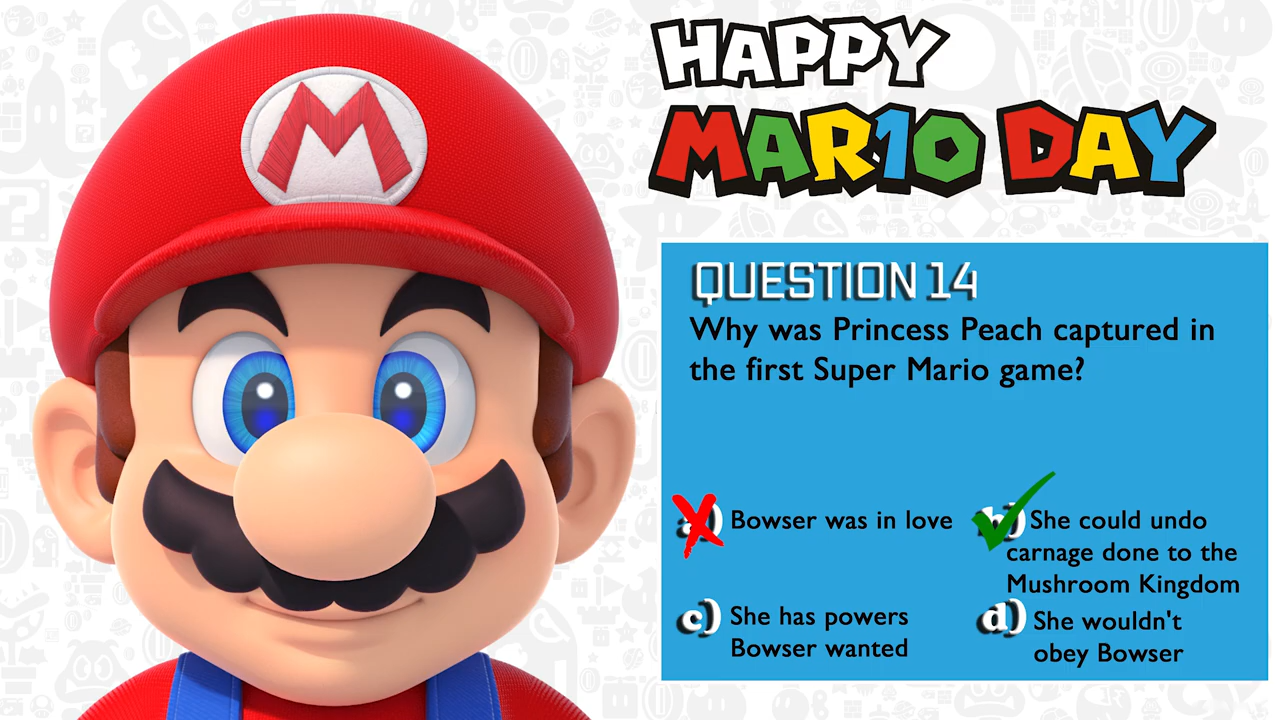 M
HAPPY
MAR10 DAY
QUESTION 14
Why was Princess Peach captured in
the first Super Mario game?
a) Bowser was in love
b) She could undo
carnage done to the
Mushroom Kingdom
c) She has powers
Bowser wanted
d) She wouldn't
obey Bowser